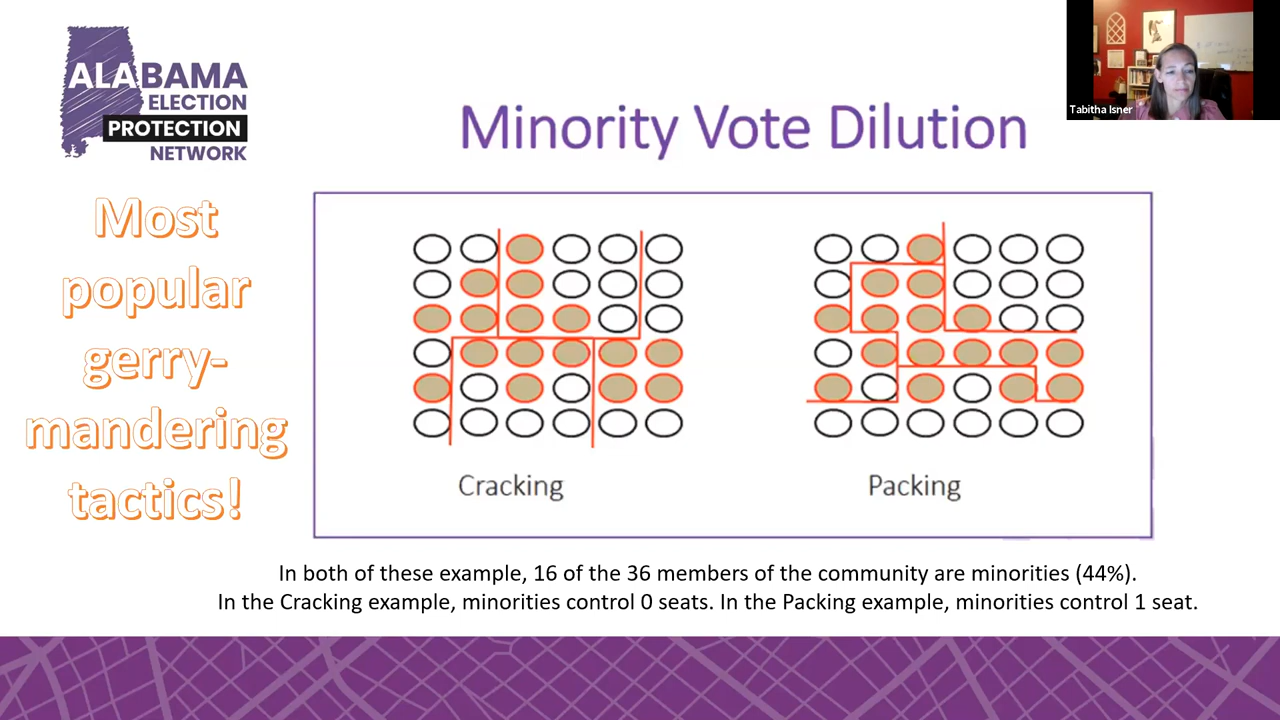 ALABAMA
ELECTION
PROTECTION
NETWORK
Tabitha Isner
Minority Vote Dilution
Most
popular
gerry-
mandering
tactics!
Cracking
Packing
In both of these example, 16 of the 36 members of the community are minorities (44%).
In the Cracking example, minorities control 0 seats. In the Packing example, minorities control 1 seat.